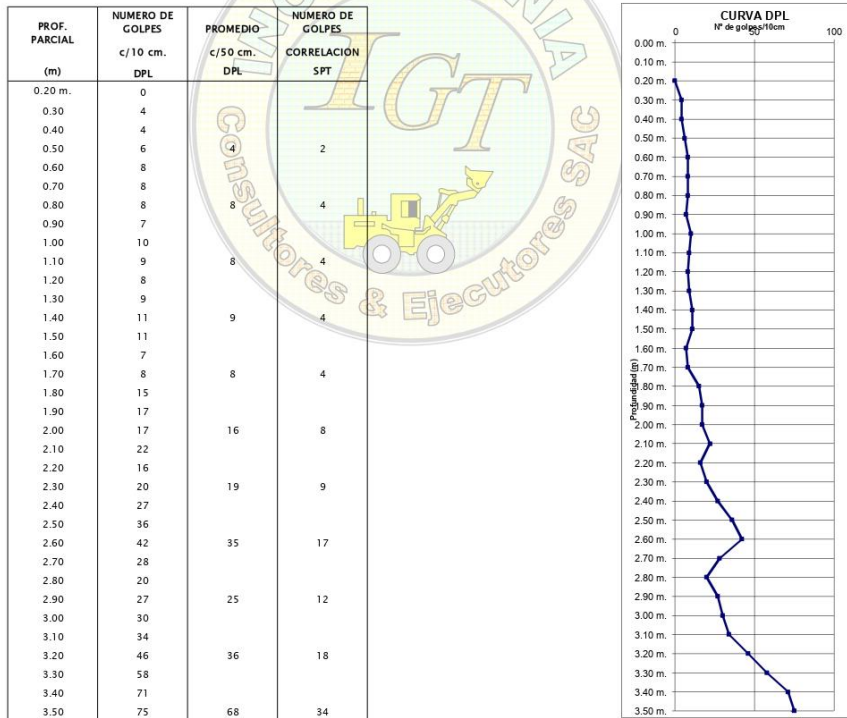 PROF. PARCIAL (m) | NUMERO DE GOLPES c/10 cm. DPL | PROMEDIO c/50 cm. DPL | NUMERO DE GOLPES CORRELACION SPT
0.20 m. 0
0.30 4
0.40 4
0.50 6 4 2
0.60 8
0.70 8
0.80 8 8 4
0.90 7
1.00 10
1.10 9 8 4
1.20 8
1.30 9
1.40 11 9 4
1.50 11
1.60 7
1.70 8 8 4
1.80 15
1.90 17
2.00 17 16 8
2.10 22
2.20 16
2.30 20 19 9
2.40 27
2.50 36
2.60 42 35 17
2.70 28
2.80 20
2.90 27 25 12
3.00 30
3.10 34
3.20 46 36 18
3.30 58
3.40 71
3.50 75 68 34
IGT
Consultores & Ejecutores SAC
CURVA DPL
N° de golpes/10cm
0 50 100
Profundidad (m)
0.00 m.
0.10 m.
0.20 m.
0.30 m.
0.40 m.
0.50 m.
0.60 m.
0.70 m.
0.80 m.
0.90 m.
1.00 m.
1.10 m.
1.20 m.
1.30 m.
1.40 m.
1.50 m.
1.60 m.
1.70 m.
1.80 m.
1.90 m.
2.00 m.
2.10 m.
2.20 m.
2.30 m.
2.40 m.
2.50 m.
2.60 m.
2.70 m.
2.80 m.
2.90 m.
3.00 m.
3.10 m.
3.20 m.
3.30 m.
3.40 m.
3.50 m.